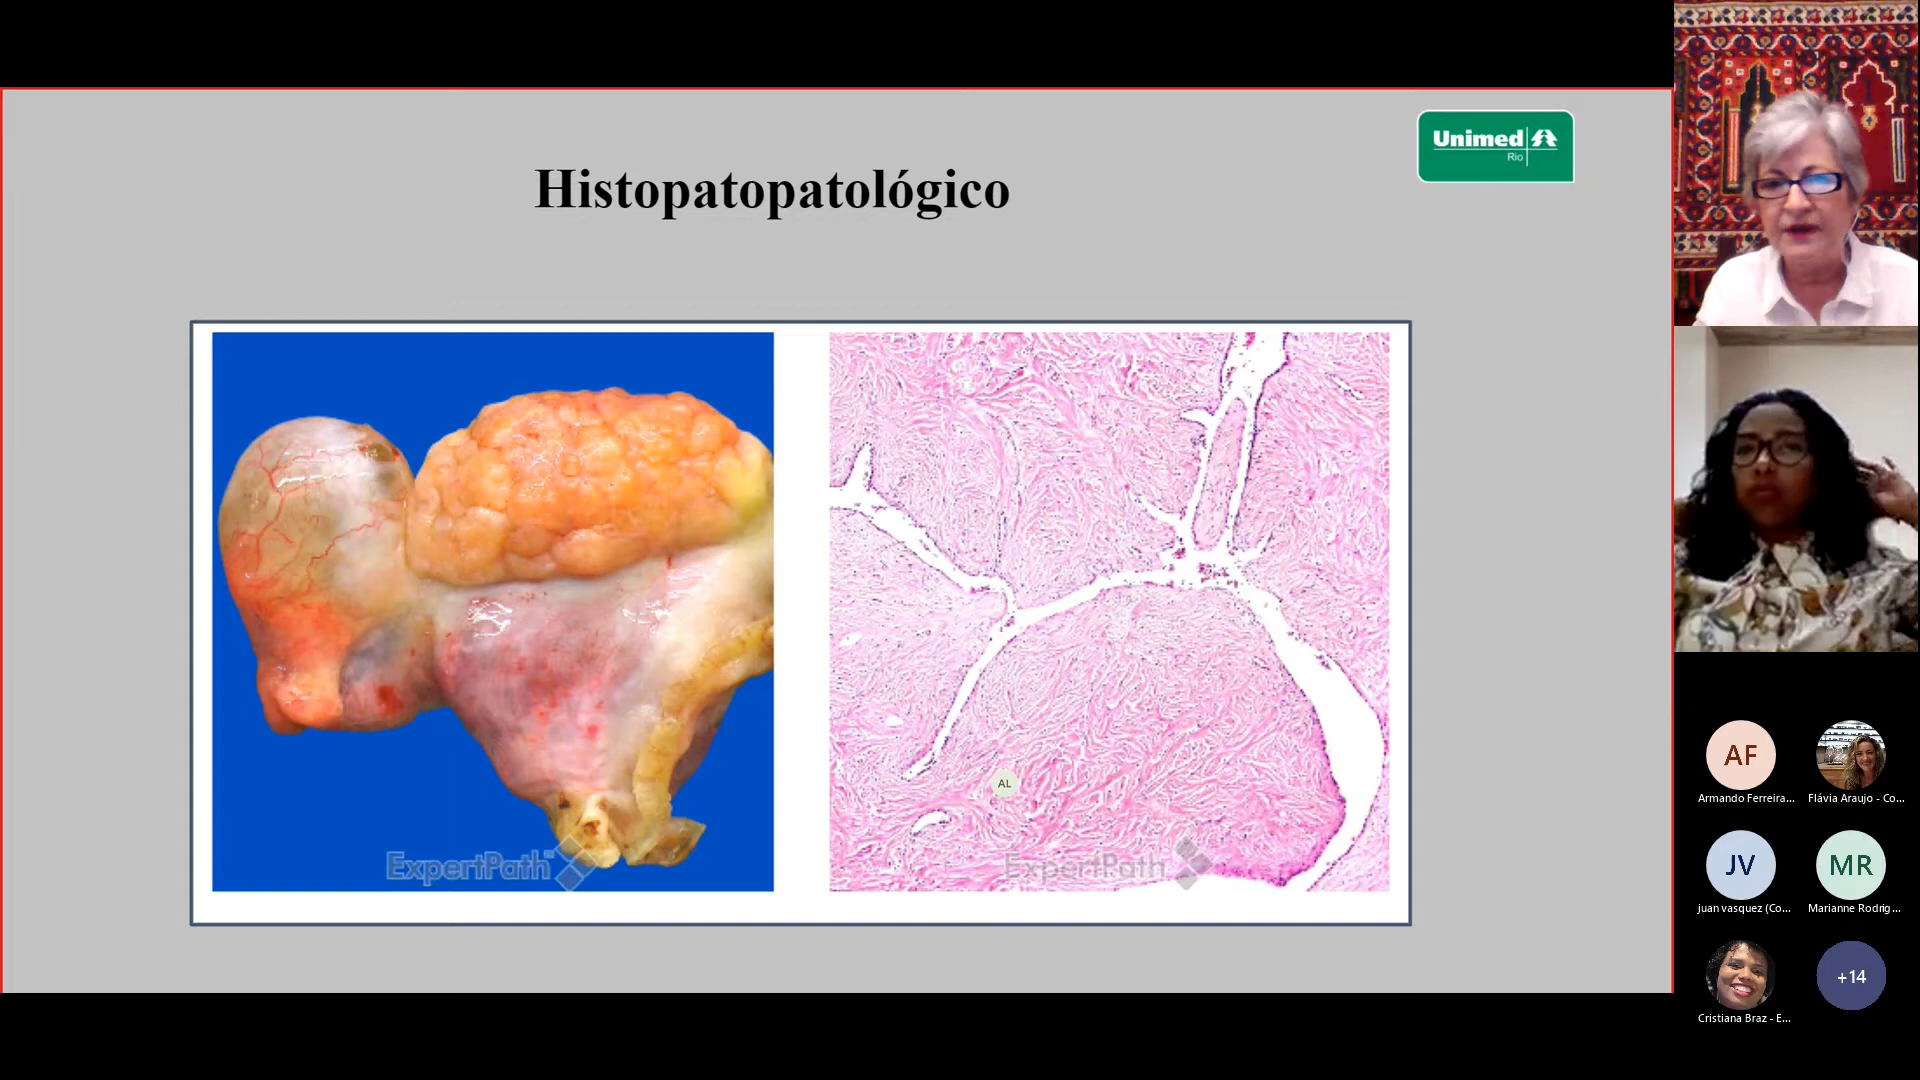 Histopatopatológico
Unimed
Rio
ExpertPath™
AL
ExpertPath
AF
Armando Ferreira...
Flávia Araujo - Co...
JV
juan vasquez (Co...
MR
Marianne Rodrig...
Cristiana Braz - E...
+14